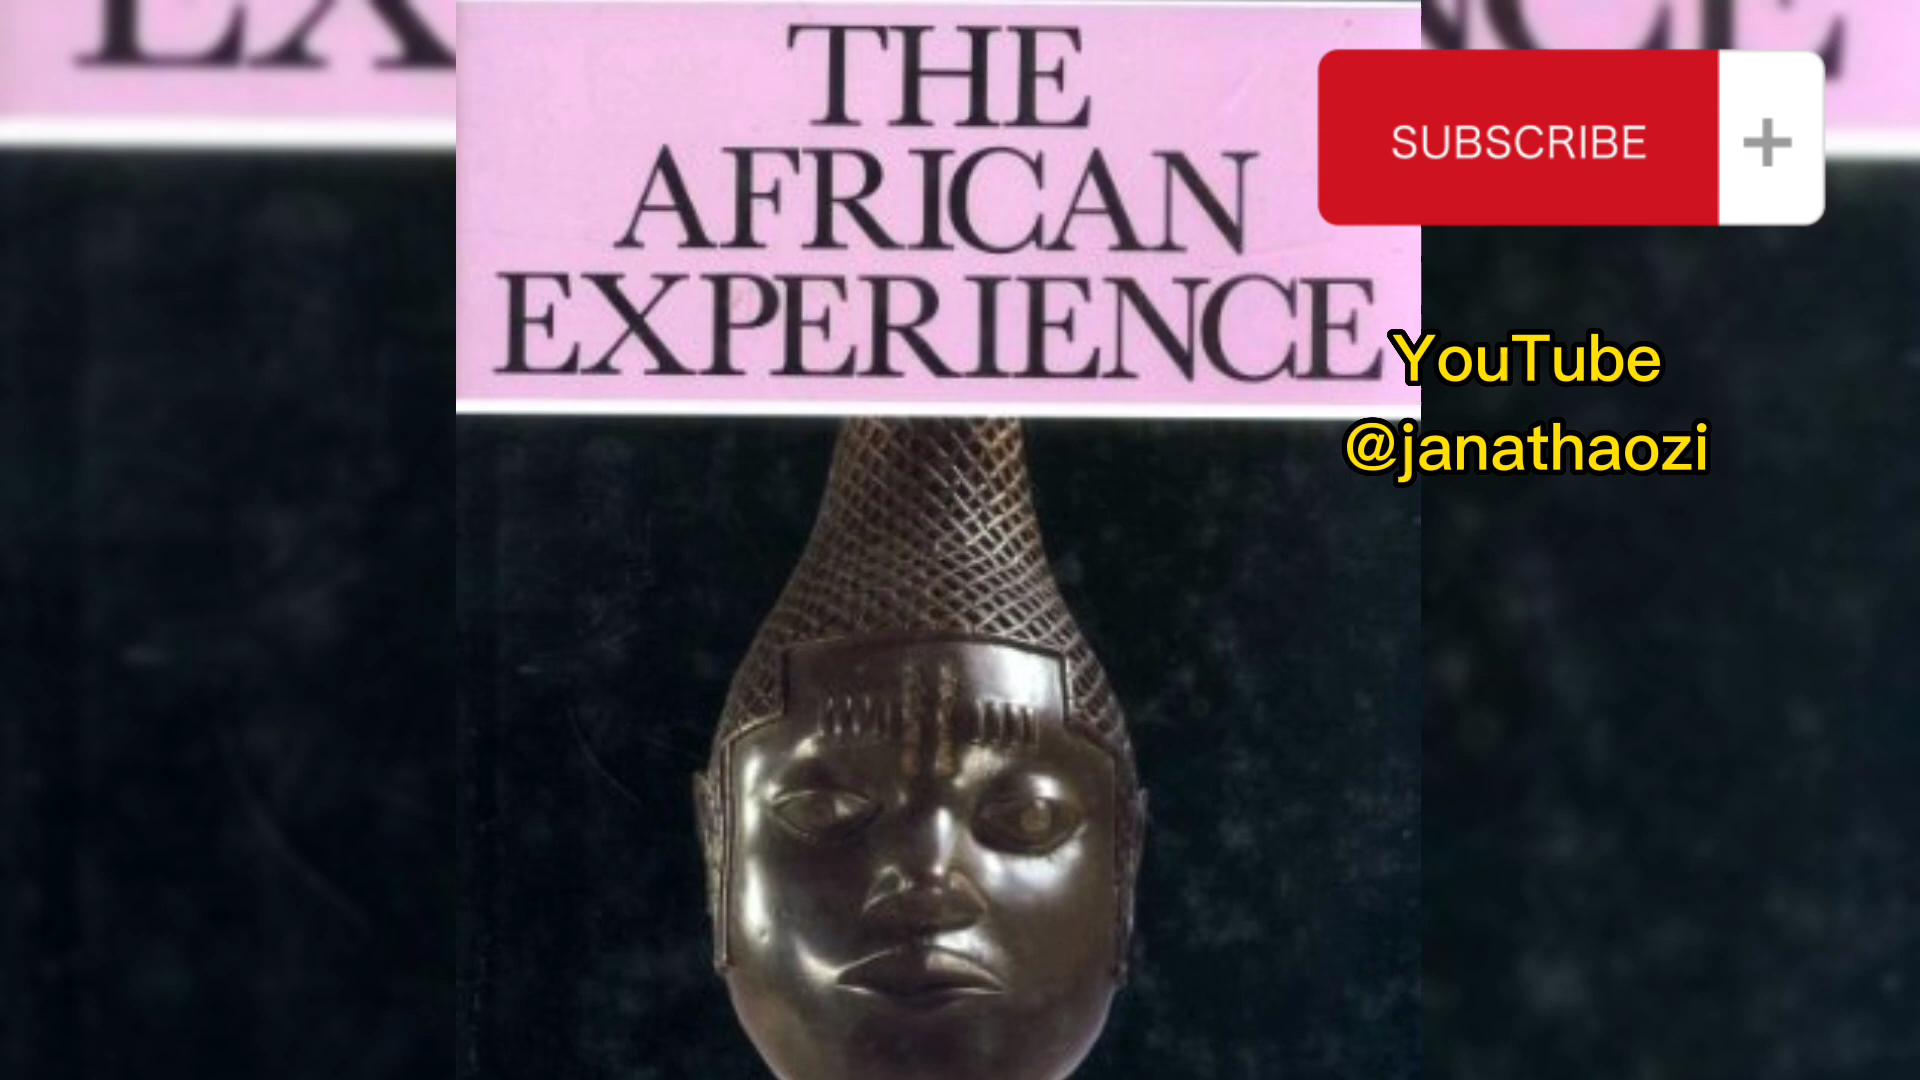 THE
AFRICAN
EXPERIENCE
SUBSCRIBE +
YouTube
@janathaozi